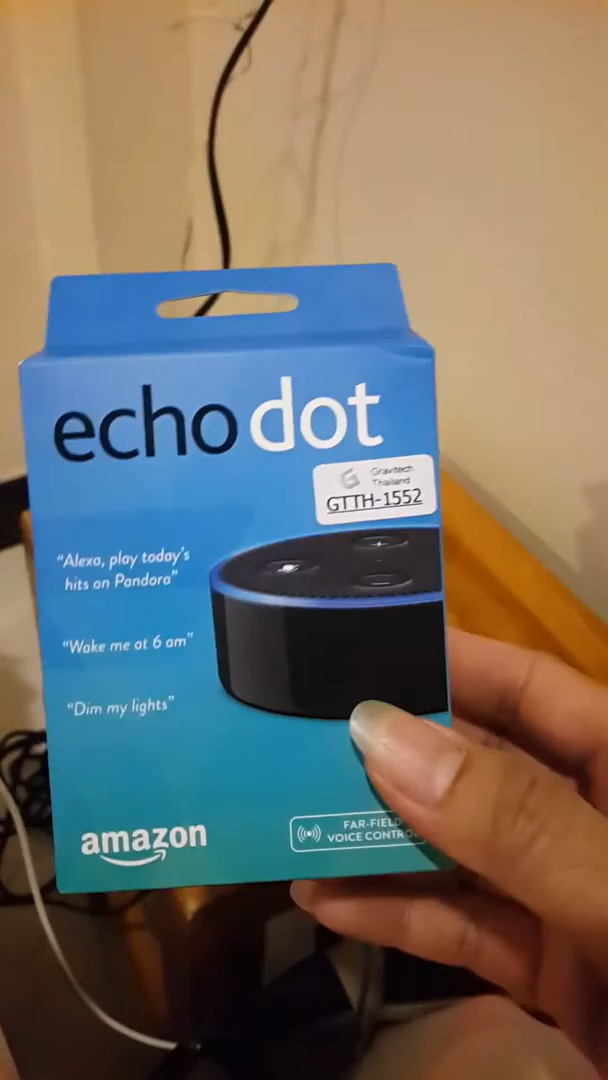 echo dot
Gravitech
Thailand
GTTH-1552
"Alexa, play today's
hits on Pandora"
"Wake me at 6 am"
"Dim my lights"
amazon
FAR-FIELD
VOICE CONTRO